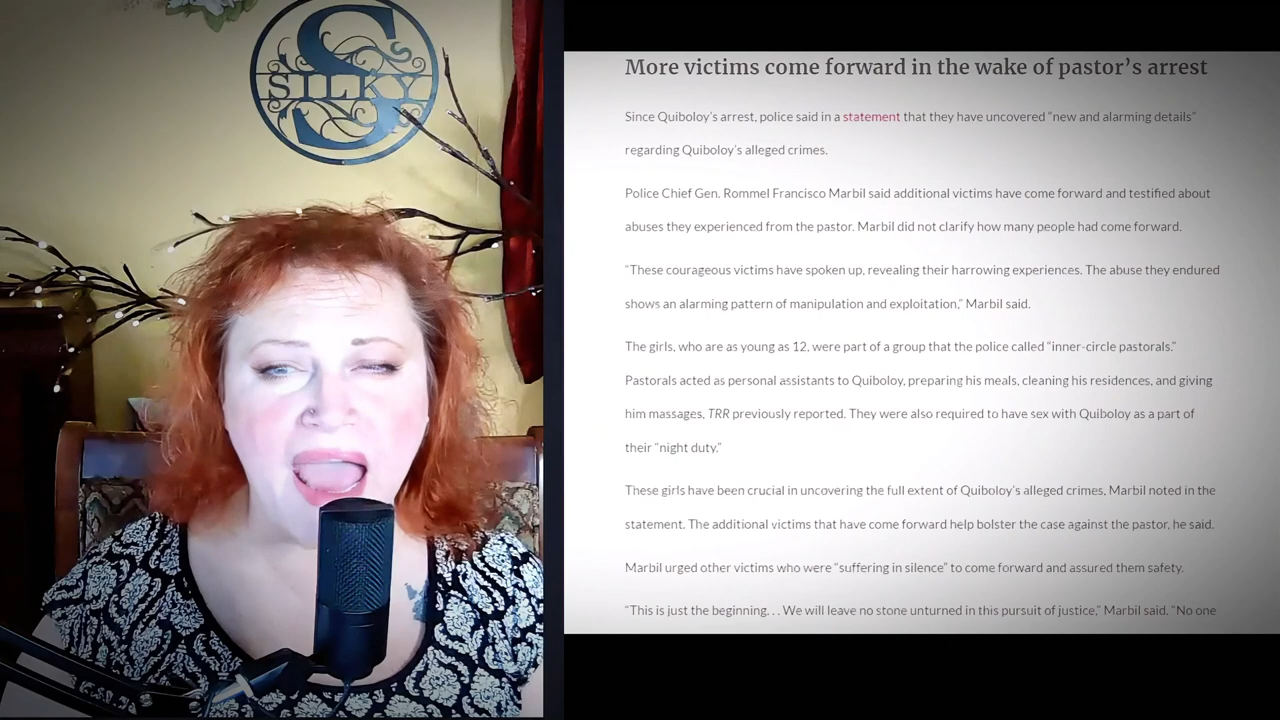 S
SILKY
More victims come forward in the wake of pastor’s arrest
Since Quiboloy’s arrest, police said in a statement that they have uncovered “new and alarming details”
regarding Quiboloy’s alleged crimes.
Police Chief Gen. Rommel Francisco Marbil said additional victims have come forward and testified about
abuses they experienced from the pastor. Marbil did not clarify how many people had come forward.
“These courageous victims have spoken up, revealing their harrowing experiences. The abuse they endured
shows an alarming pattern of manipulation and exploitation,” Marbil said.
The girls, who are as young as 12, were part of a group that the police called “inner-circle pastorals.”
Pastorals acted as personal assistants to Quiboloy, preparing his meals, cleaning his residences, and giving
him massages, TRR previously reported. They were also required to have sex with Quiboloy as a part of
their “night duty.”
These girls have been crucial in uncovering the full extent of Quiboloy’s alleged crimes, Marbil noted in the
statement. The additional victims that have come forward help bolster the case against the pastor, he said.
Marbil urged other victims who were “suffering in silence” to come forward and assured them safety.
“This is just the beginning. . . We will leave no stone unturned in this pursuit of justice,” Marbil said. “No one